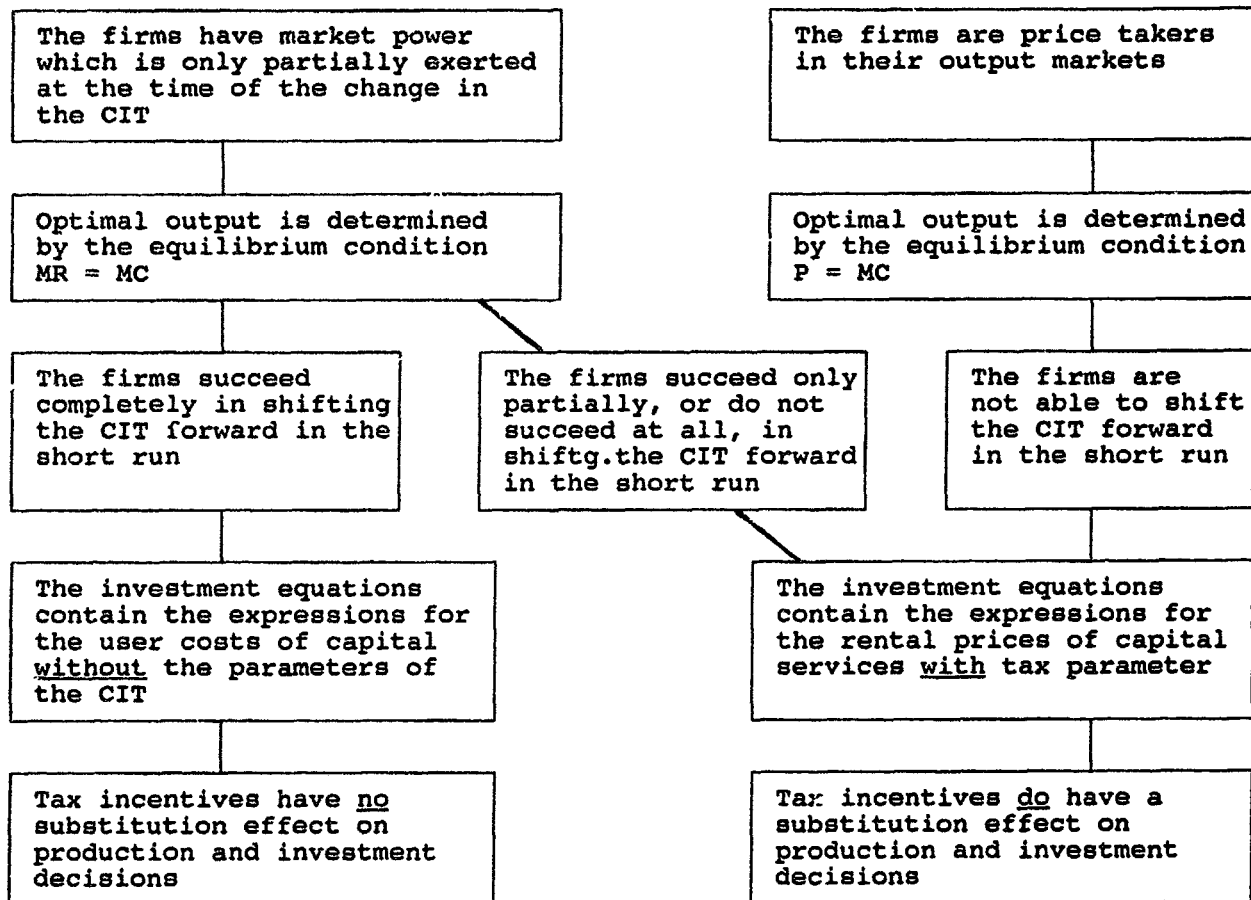 The firms have market power
which is only partially exerted
at the time of the change in
the CIT
The firms are price takers
in their output markets
Optimal output is determined
by the equilibrium condition
MR = MC
Optimal output is determined
by the equilibrium condition
P = MC
The firms succeed
completely in shifting
the CIT forward in the
short run
The firms succeed only
partially, or do not
succeed at all, in
shiftg.the CIT forward
in the short run
The firms are
not able to shift
the CIT forward
in the short run
The investment equations
contain the expressions for
the user costs of capital
without the parameters of
the CIT
The investment equations
contain the expressions for
the rental prices of capital
services with tax parameter
Tax incentives have no
substitution effect on
production and investment
decisions
Tax incentives do have a
substitution effect on
production and investment
decisions